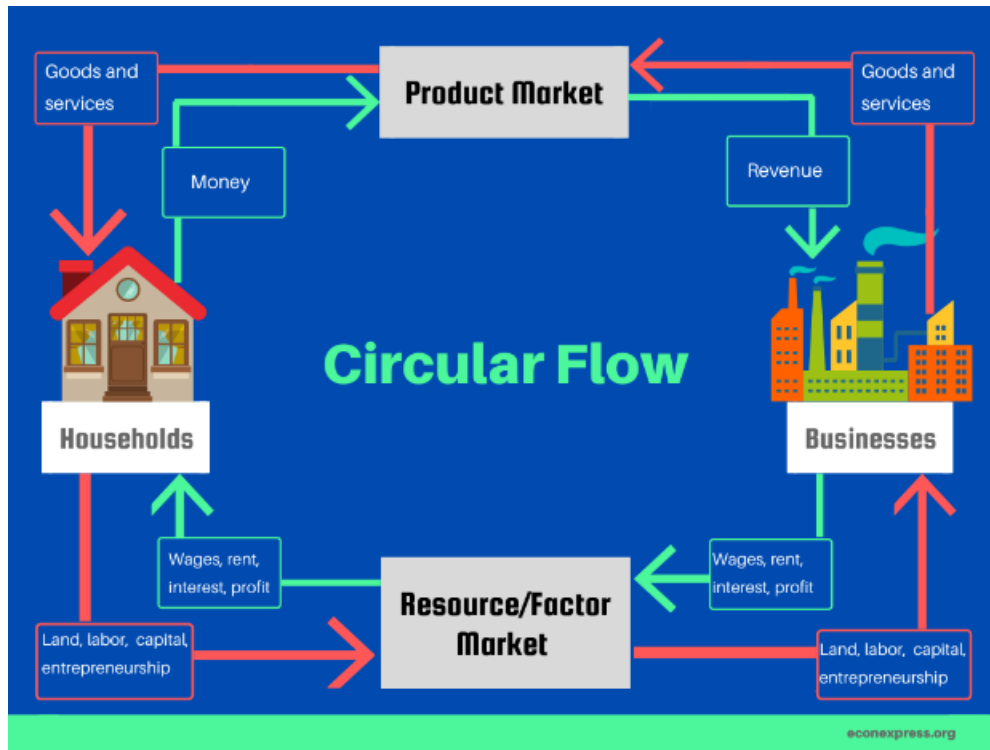 Goods and
services
Product Market
Goods and
services
Money
Revenue
Circular Flow
Households
Businesses
Wages, rent,
interest, profit
Wages, rent,
interest, profit
Resource/Factor
Market
Land, labor, capital,
entrepreneurship
Land, labor, capital,
entrepreneurship
econexpress.org